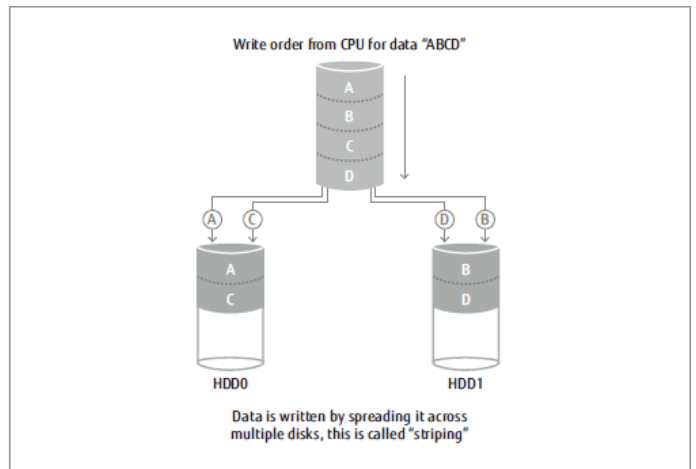 Write order from CPU for data “ABCD”
A
B
C
D
A C D B
A B
C D
HDD0 HDD1
Data is written by spreading it across
multiple disks, this is called “striping”